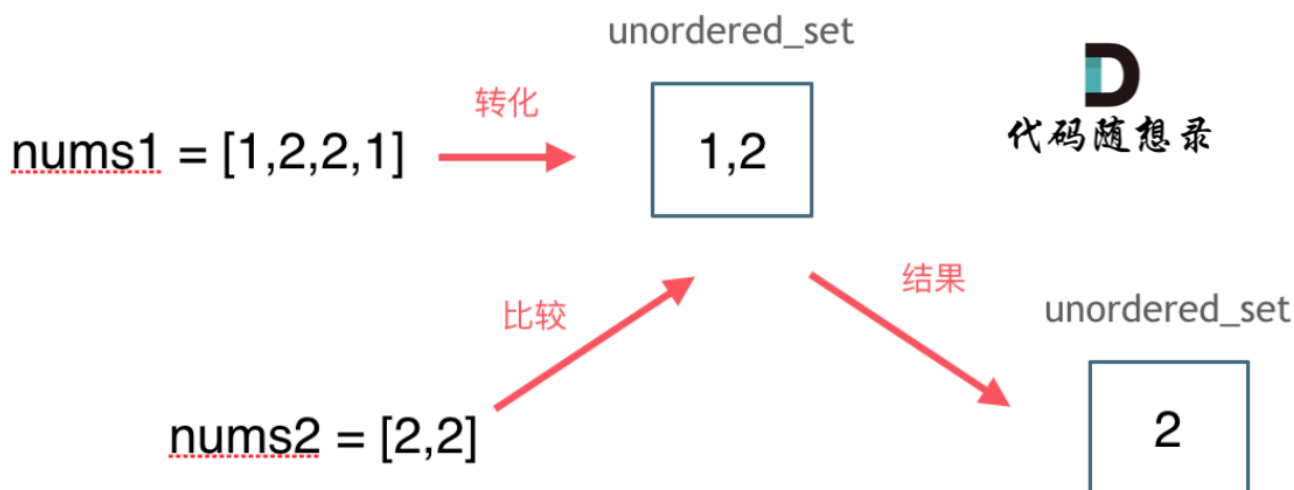 unordered_set
代码随想录
转化
nums1 = [1,2,2,1]
1,2
比较
结果
unordered_set
nums2 = [2,2]
2